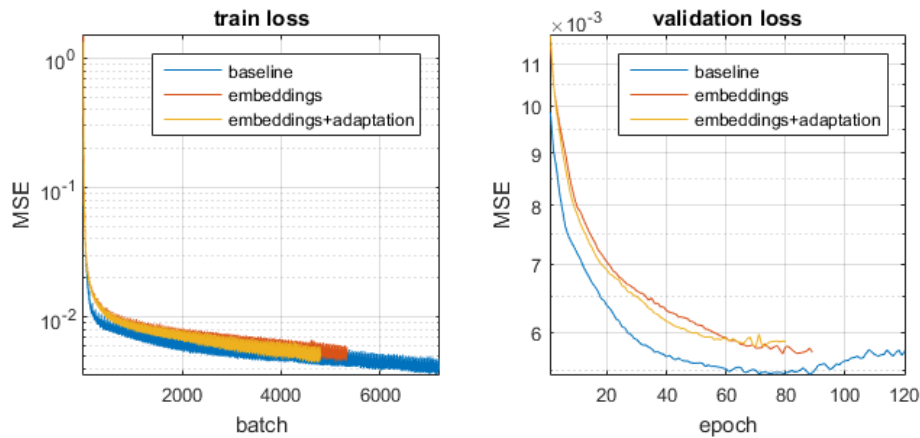 train loss
10^0
10^-1
10^-2
MSE
baseline
embeddings
embeddings+adaptation
2000 4000 6000
batch
validation loss
×10^-3
11
10
9
8
7
6
MSE
baseline
embeddings
embeddings+adaptation
20 40 60 80 100 120
epoch